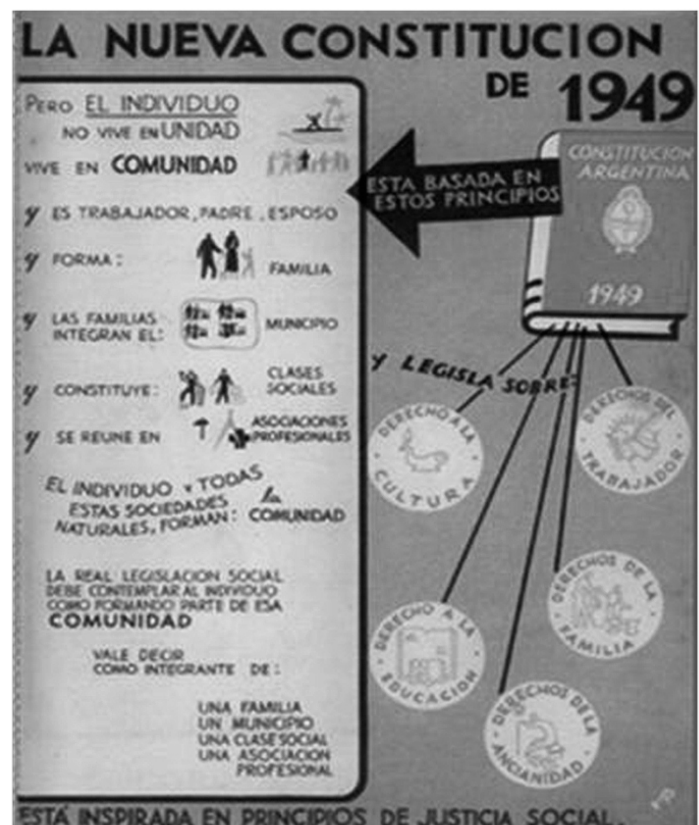 LA NUEVA CONSTITUCION
DE 1949
PERO EL INDIVIDUO
NO VIVE EN UNIDAD
VIVE EN COMUNIDAD
Y ES TRABAJADOR, PADRE, ESPOSO
Y FORMA:
FAMILIA
Y LAS FAMILIAS
INTEGRAN EL:
MUNICIPIO
Y CONSTITUYE:
CLASES
SOCIALES
Y SE REUNE EN
ASOCIACIONES
PROFESIONALES
EL INDIVIDUO Y TODAS
ESTAS SOCIEDADES
NATURALES, FORMAN: la
COMUNIDAD
LA REAL LEGISLACION SOCIAL
DEBE CONTEMPLAR AL INDIVIDUO
COMO FORMANDO PARTE DE ESA
COMUNIDAD
VALE DECIR
COMO INTEGRANTE DE:
UNA FAMILIA
UN MUNICIPIO
UNA CLASE SOCIAL
UNA ASOCIACION
PROFESIONAL
ESTA BASADA EN
ESTOS PRINCIPIOS
CONSTITUCION
ARGENTINA
1949
Y LEGISLA SOBRE:
DERECHO A LA
CULTURA
DERECHOS DEL
TRABAJADOR
DERECHOS DE LA
FAMILIA
DERECHO A LA
EDUCACION
DERECHOS DE LA
ANCIANIDAD
ESTÁ INSPIRADA EN PRINCIPIOS DE JUSTICIA SOCIAL.